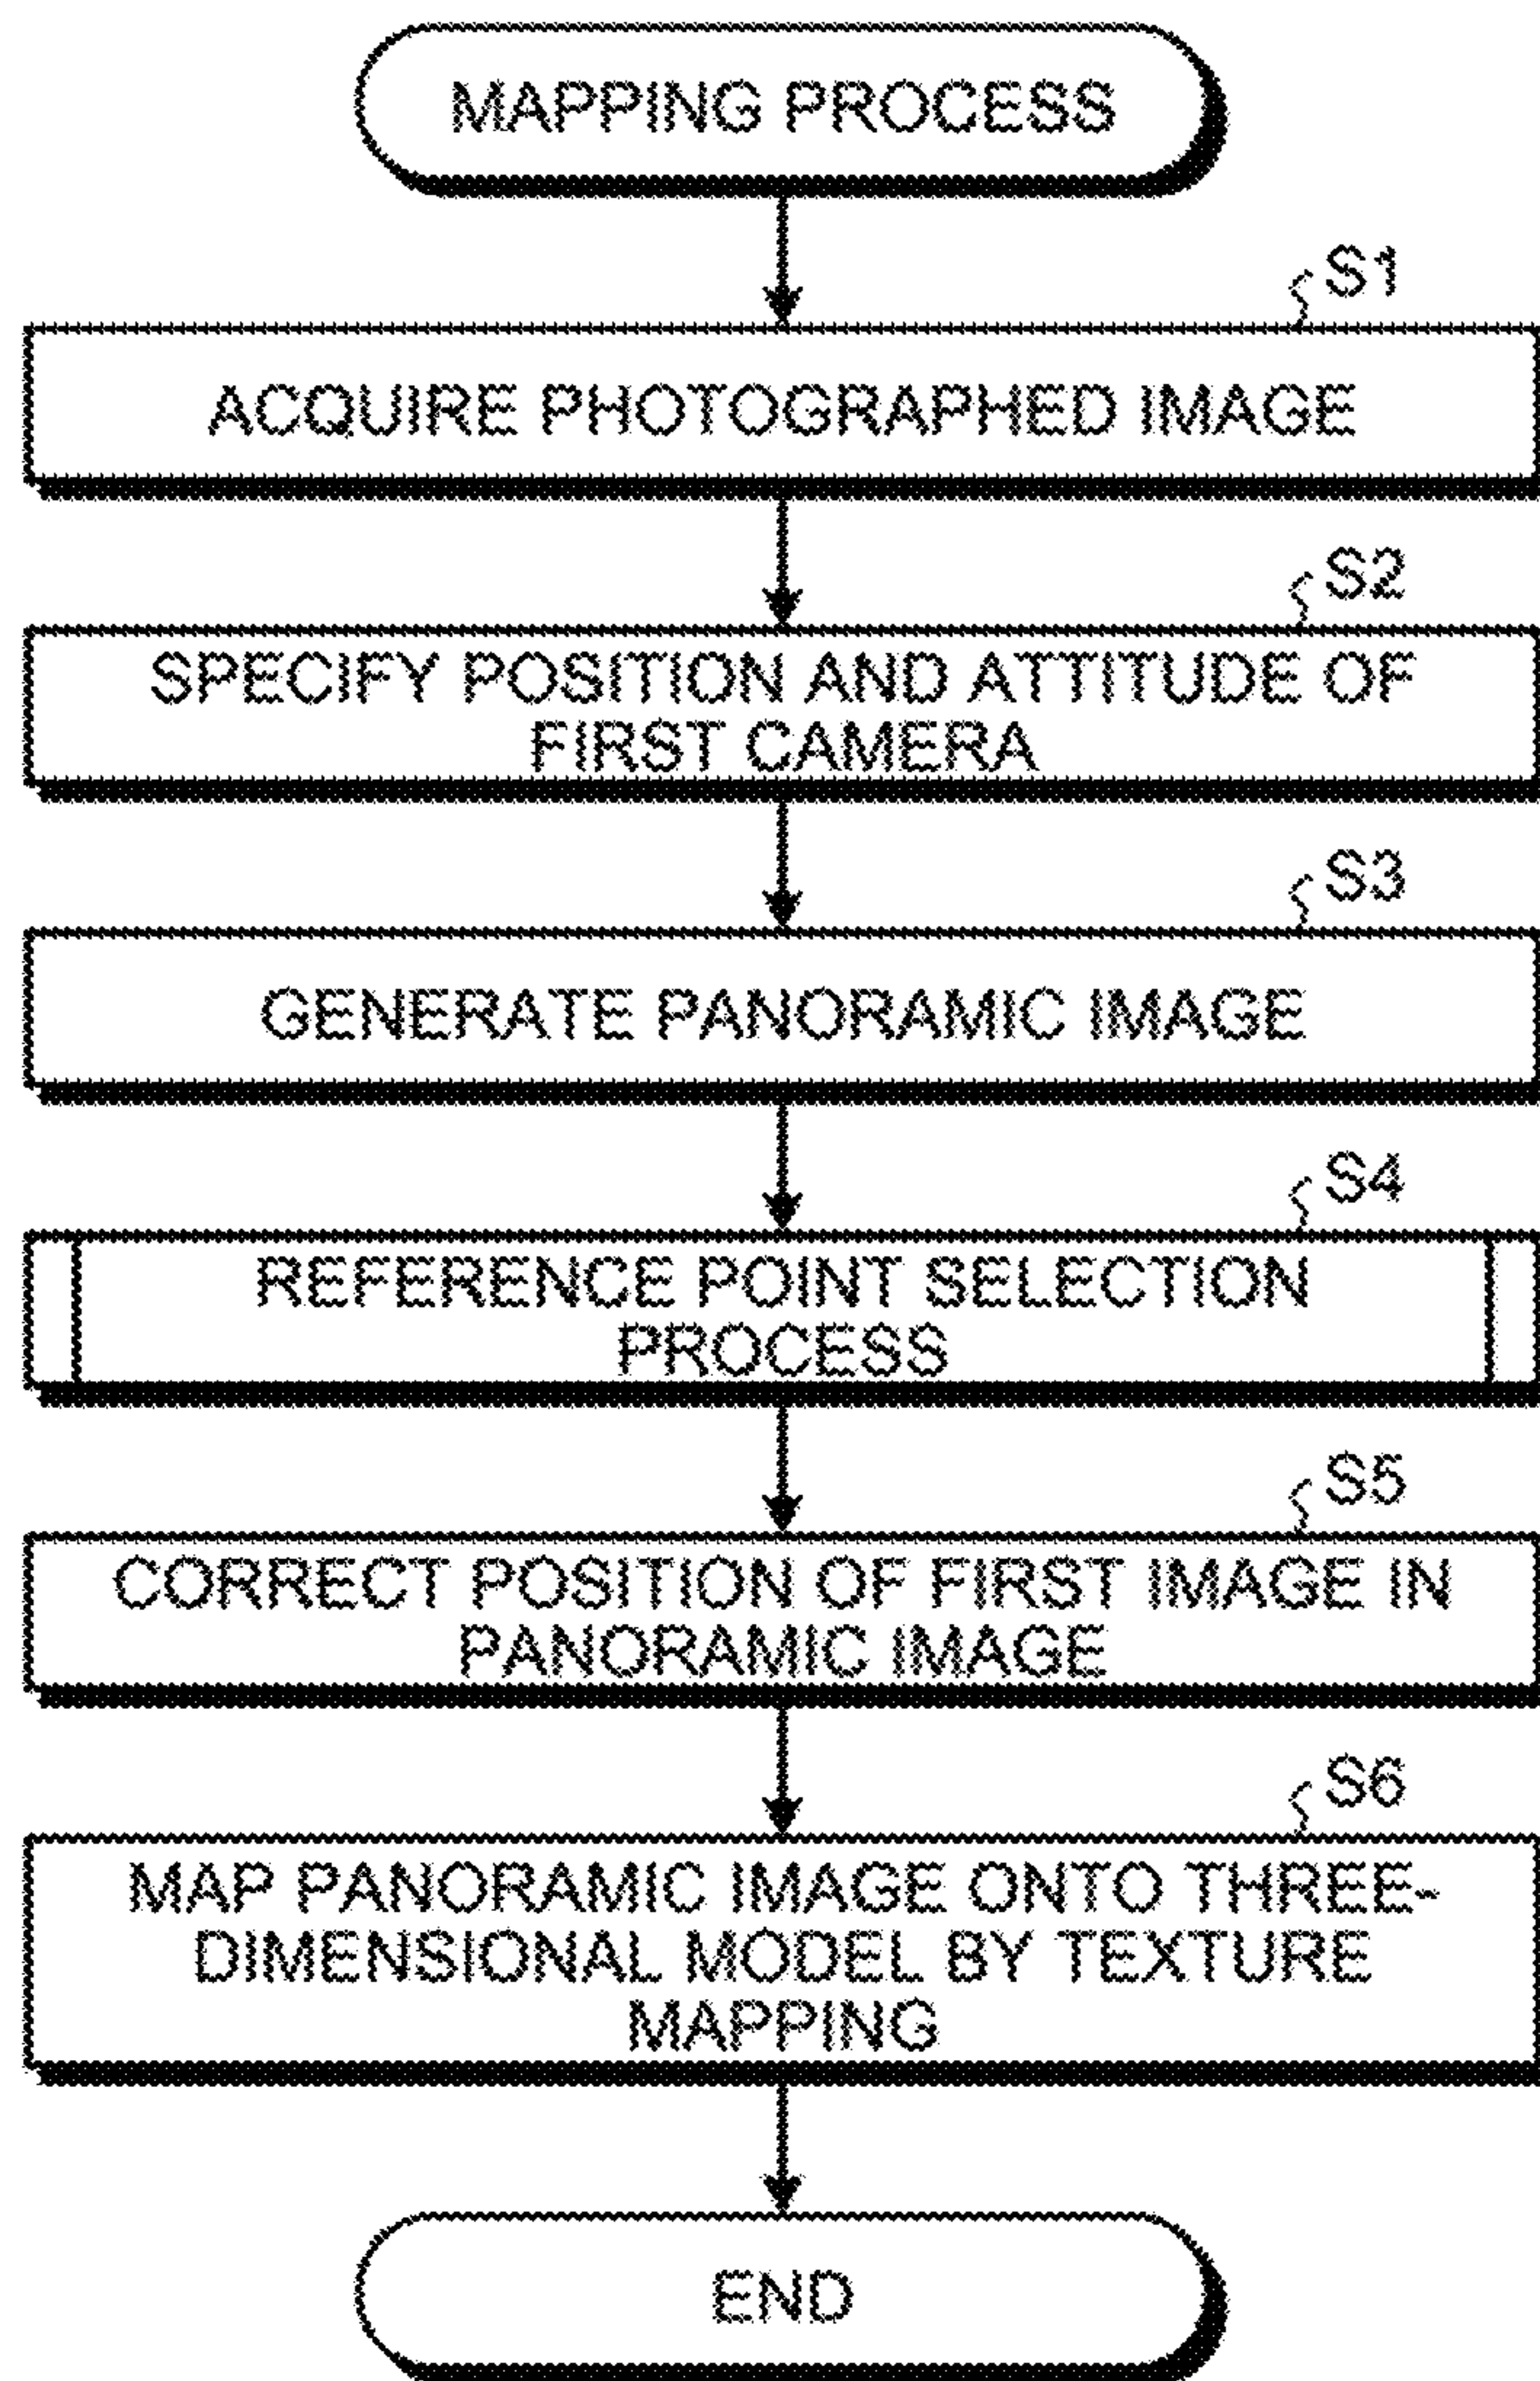 MAPPING PROCESS
S1
ACQUIRE PHOTOGRAPHED IMAGE
S2
SPECIFY POSITION AND ATTITUDE OF
FIRST CAMERA
S3
GENERATE PANORAMIC IMAGE
S4
REFERENCE POINT SELECTION
PROCESS
S5
CORRECT POSITION OF FIRST IMAGE IN
PANORAMIC IMAGE
S6
MAP PANORAMIC IMAGE ONTO THREE-
DIMENSIONAL MODEL BY TEXTURE
MAPPING
END